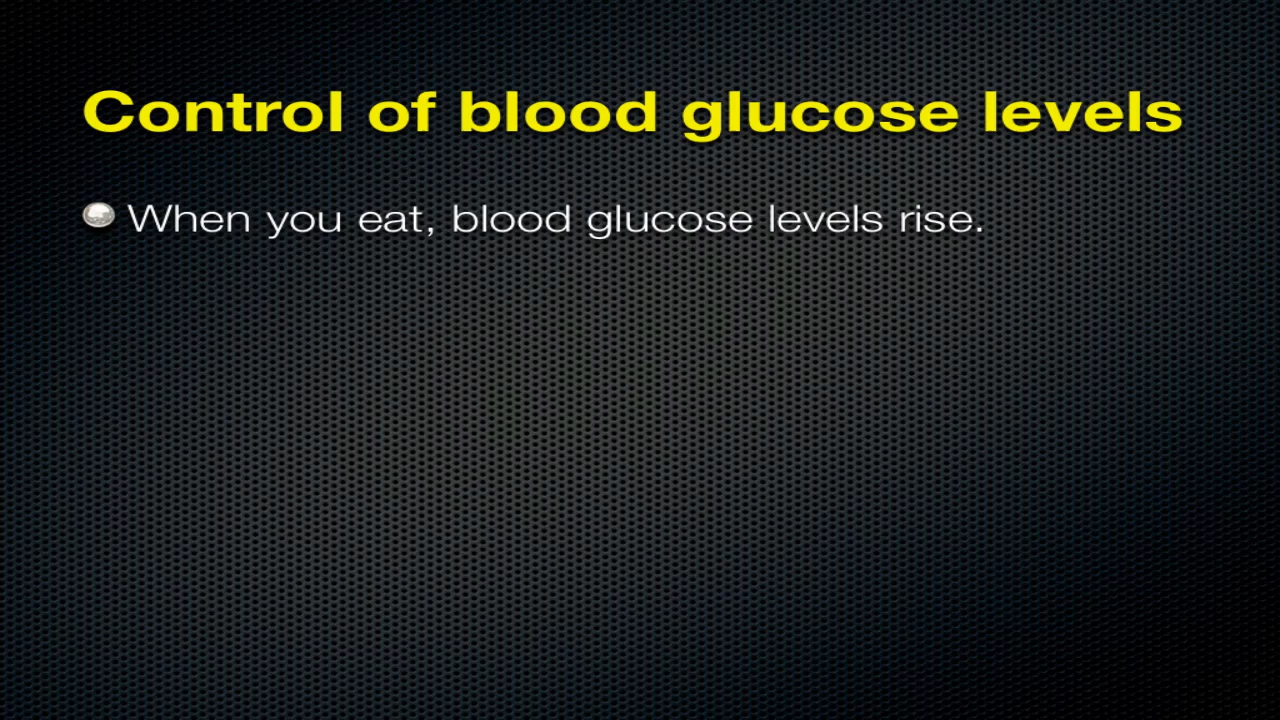 Control of blood glucose levels
When you eat, blood glucose levels rise.